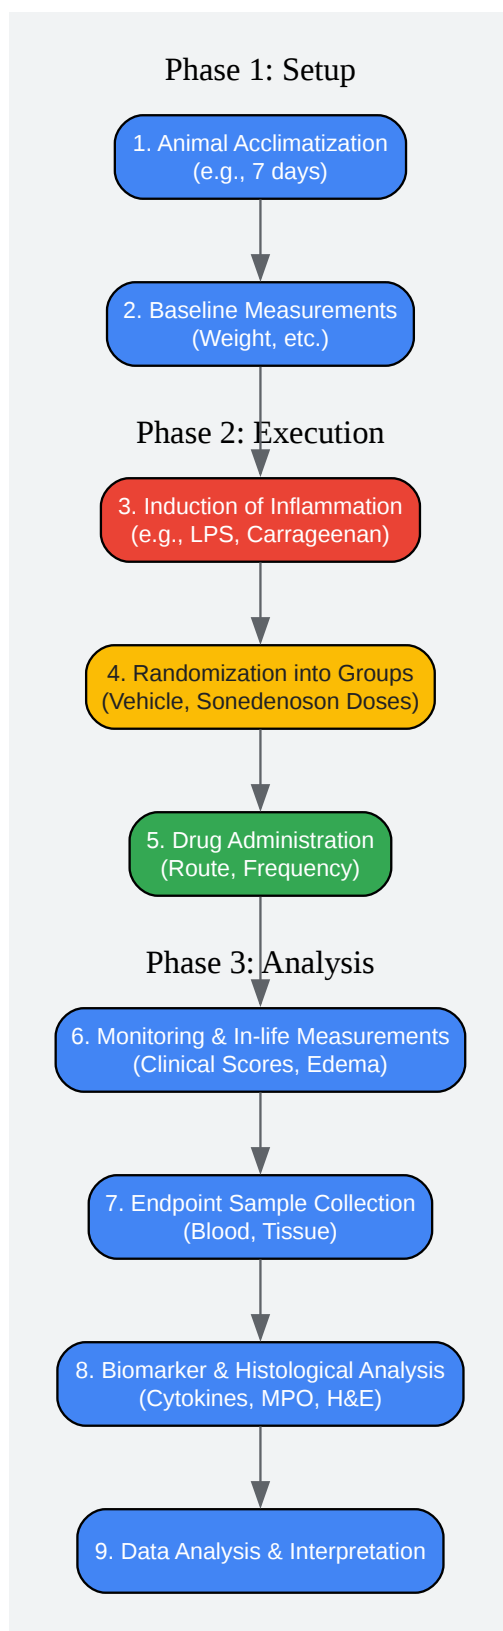 Phase 1: Setup
1. Animal Acclimatization
(e.g., 7 days)
2. Baseline Measurements
(Weight, etc.)
Phase 2: Execution
3. Induction of Inflammation
(e.g., LPS, Carrageenan)
4. Randomization into Groups
(Vehicle, Sonedenoson Doses)
5. Drug Administration
(Route, Frequency)
Phase 3: Analysis
6. Monitoring & In-life Measurements
(Clinical Scores, Edema)
7. Endpoint Sample Collection
(Blood, Tissue)
8. Biomarker & Histological Analysis
(Cytokines, MPO, H&E)
9. Data Analysis & Interpretation